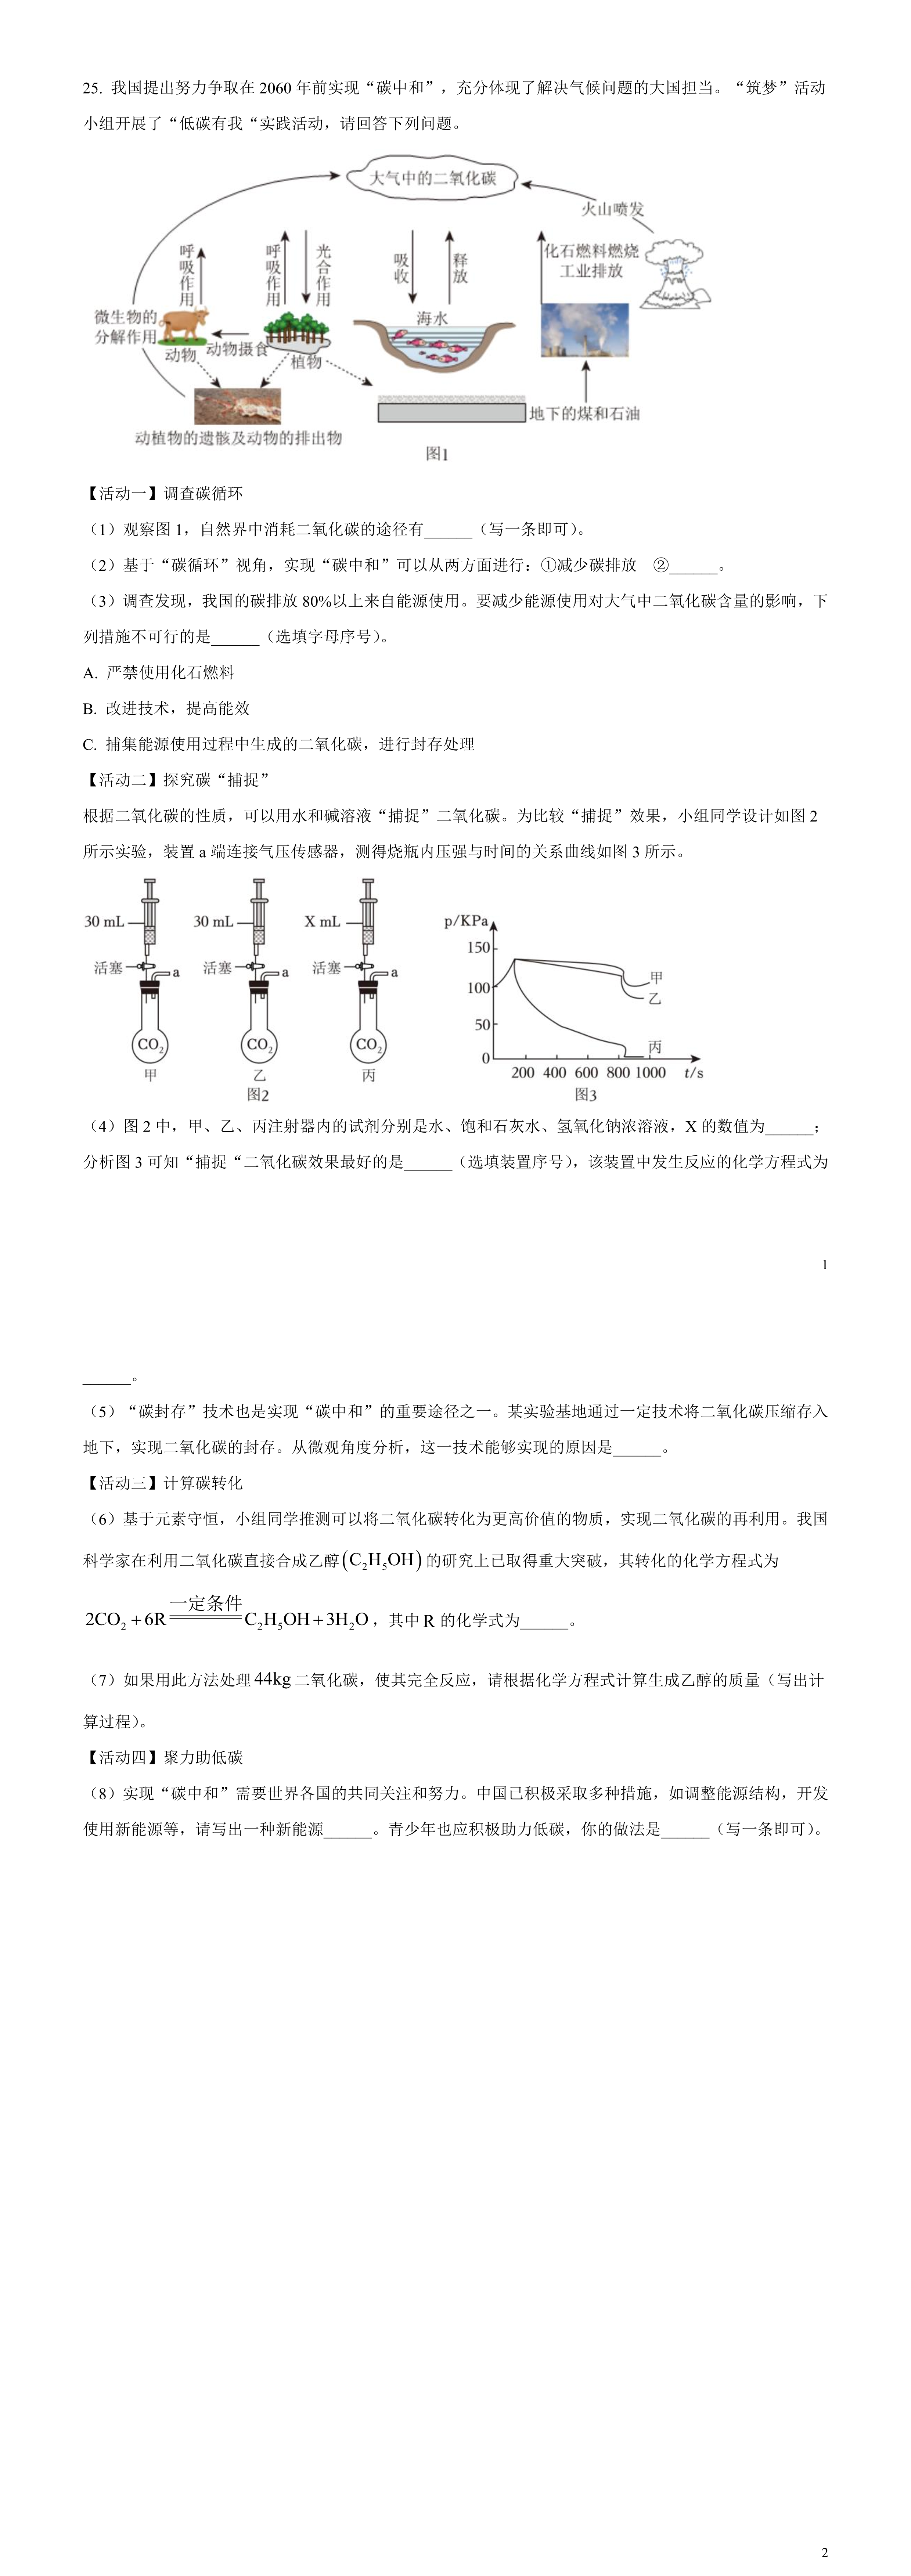 25. 我国提出努力争取在 2060 年前实现“碳中和”，充分体现了解决气候问题的大国担当。“筑梦”活动
小组开展了“低碳有我“实践活动，请回答下列问题。
大气中的二氧化碳
火山喷发
呼吸作用
呼吸作用
光合作用
吸收
释放
化石燃料燃烧
工业排放
微生物的
分解作用
动物
动物摄食
植物
海水
地下的煤和石油
动植物的遗骸及动物的排出物
图1
【活动一】调查碳循环
（1）观察图 1，自然界中消耗二氧化碳的途径有______（写一条即可）。
（2）基于“碳循环”视角，实现“碳中和”可以从两方面进行：①减少碳排放　②______。
（3）调查发现，我国的碳排放 80%以上来自能源使用。要减少能源使用对大气中二氧化碳含量的影响，下
列措施不可行的是______（选填字母序号）。
A. 严禁使用化石燃料
B. 改进技术，提高能效
C. 捕集能源使用过程中生成的二氧化碳，进行封存处理
【活动二】探究碳“捕捉”
根据二氧化碳的性质，可以用水和碱溶液“捕捉”二氧化碳。为比较“捕捉”效果，小组同学设计如图 2
所示实验，装置 a 端连接气压传感器，测得烧瓶内压强与时间的关系曲线如图 3 所示。
30 mL
活塞
a
CO₂
甲
30 mL
活塞
a
CO₂
乙
X mL
活塞
a
CO₂
丙
图2
p/KPa
150
100
50
0
甲
乙
丙
200 400 600 800 1000 t/s
图3
（4）图 2 中，甲、乙、丙注射器内的试剂分别是水、饱和石灰水、氢氧化钠浓溶液，X 的数值为______；
分析图 3 可知“捕捉“二氧化碳效果最好的是______（选填装置序号），该装置中发生反应的化学方程式为
1
______。
（5）“碳封存”技术也是实现“碳中和”的重要途径之一。某实验基地通过一定技术将二氧化碳压缩存入
地下，实现二氧化碳的封存。从微观角度分析，这一技术能够实现的原因是______。
【活动三】计算碳转化
（6）基于元素守恒，小组同学推测可以将二氧化碳转化为更高价值的物质，实现二氧化碳的再利用。我国
科学家在利用二氧化碳直接合成乙醇(C₂H₅OH)的研究上已取得重大突破，其转化的化学方程式为
2CO₂+6R 一定条件 C₂H₅OH+3H₂O，其中 R 的化学式为______。
（7）如果用此方法处理 44kg 二氧化碳，使其完全反应，请根据化学方程式计算生成乙醇的质量（写出计
算过程）。
【活动四】聚力助低碳
（8）实现“碳中和”需要世界各国的共同关注和努力。中国已积极采取多种措施，如调整能源结构，开发
使用新能源等，请写出一种新能源______。青少年也应积极助力低碳，你的做法是______（写一条即可）。
2